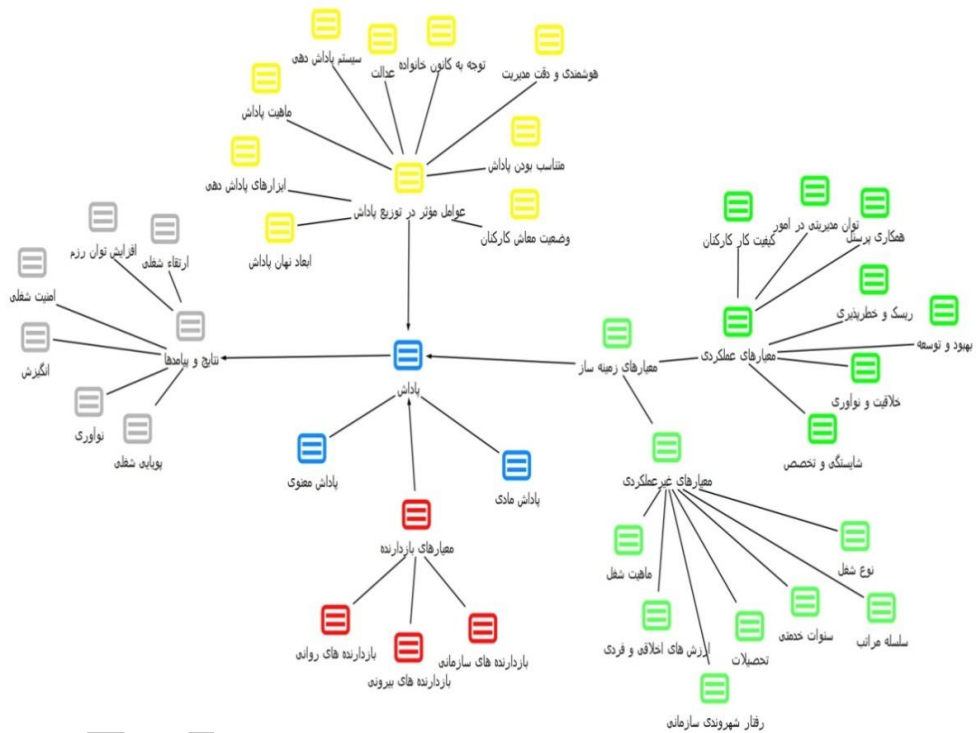 سیستم پاداش دهی
عدالت
توجه به کانون خانواده
هوشمندی و دقت مدیریت
ماهیت پاداش
متناسب بودن پاداش
ابزارهای پاداش دهی
عوامل مؤثر در توزیع پاداش
وضعیت معاش کارکنان
ابعاد نهان پاداش
همکاری پرسنل
توان مدیریتی در امور
کیفیت کار کارکنان
ریسک و خطرپذیری
بهبود و توسعه
معیارهای عملکردی
خلاقیت و نوآوری
شایستگی و تخصص
معیارهای زمینه ساز
معیارهای غیرعملکردی
نوع شغل
ماهیت شغل
سلسله مراتب
سنوات خدمتی
تحصیلات
ارزش های اخلاقی و فردی
رفتار شهروندی سازمانی
پاداش
پاداش مادی
پاداش معنوی
معیارهای بازدارنده
بازدارنده های سازمانی
بازدارنده های بیرونی
بازدارنده های روانی
نتایج و پیامدها
ارتقاء شغلی
افزایش توان رزم
امنیت شغلی
انگیزش
نوآوری
پویایی شغلی